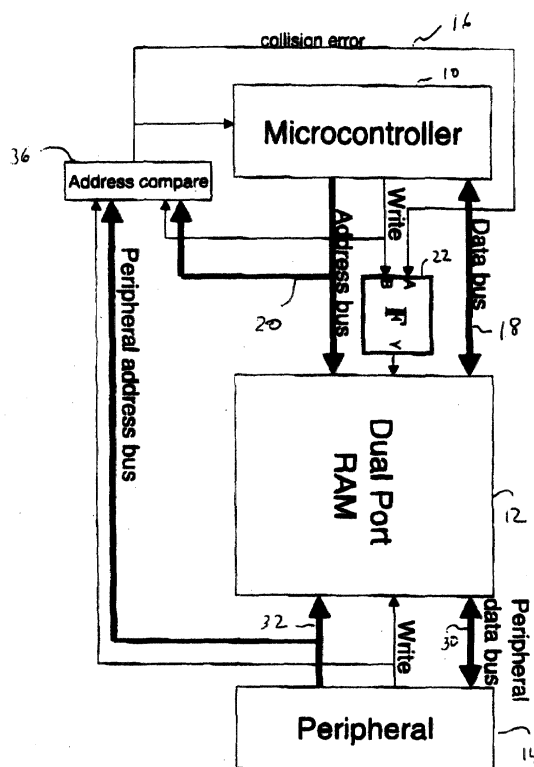 collision error
16
10
Microcontroller
36
Address compare
Address bus
Write
Data bus
B
A
22
F
Y
20
18
Peripheral address bus
Dual Port
RAM
12
32
Write
30
Peripheral
data bus
Peripheral
14